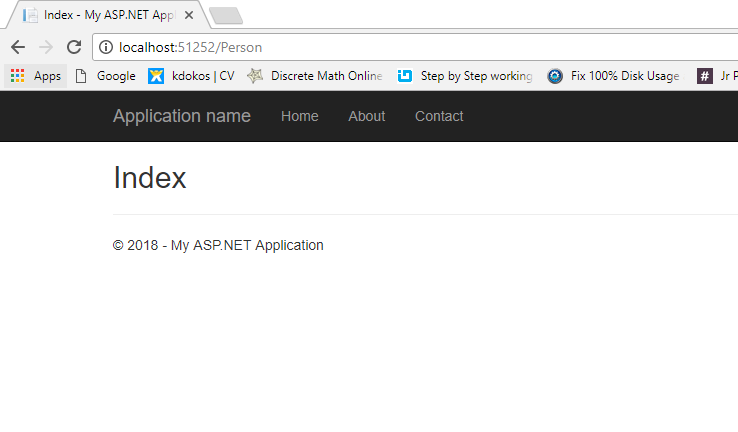 Index - My ASP.NET Appl
localhost:51252/Person
Apps Google kdokos | CV Discrete Math Online Step by Step working Fix 100% Disk Usage # Jr P
Application name Home About Contact
Index
© 2018 - My ASP.NET Application